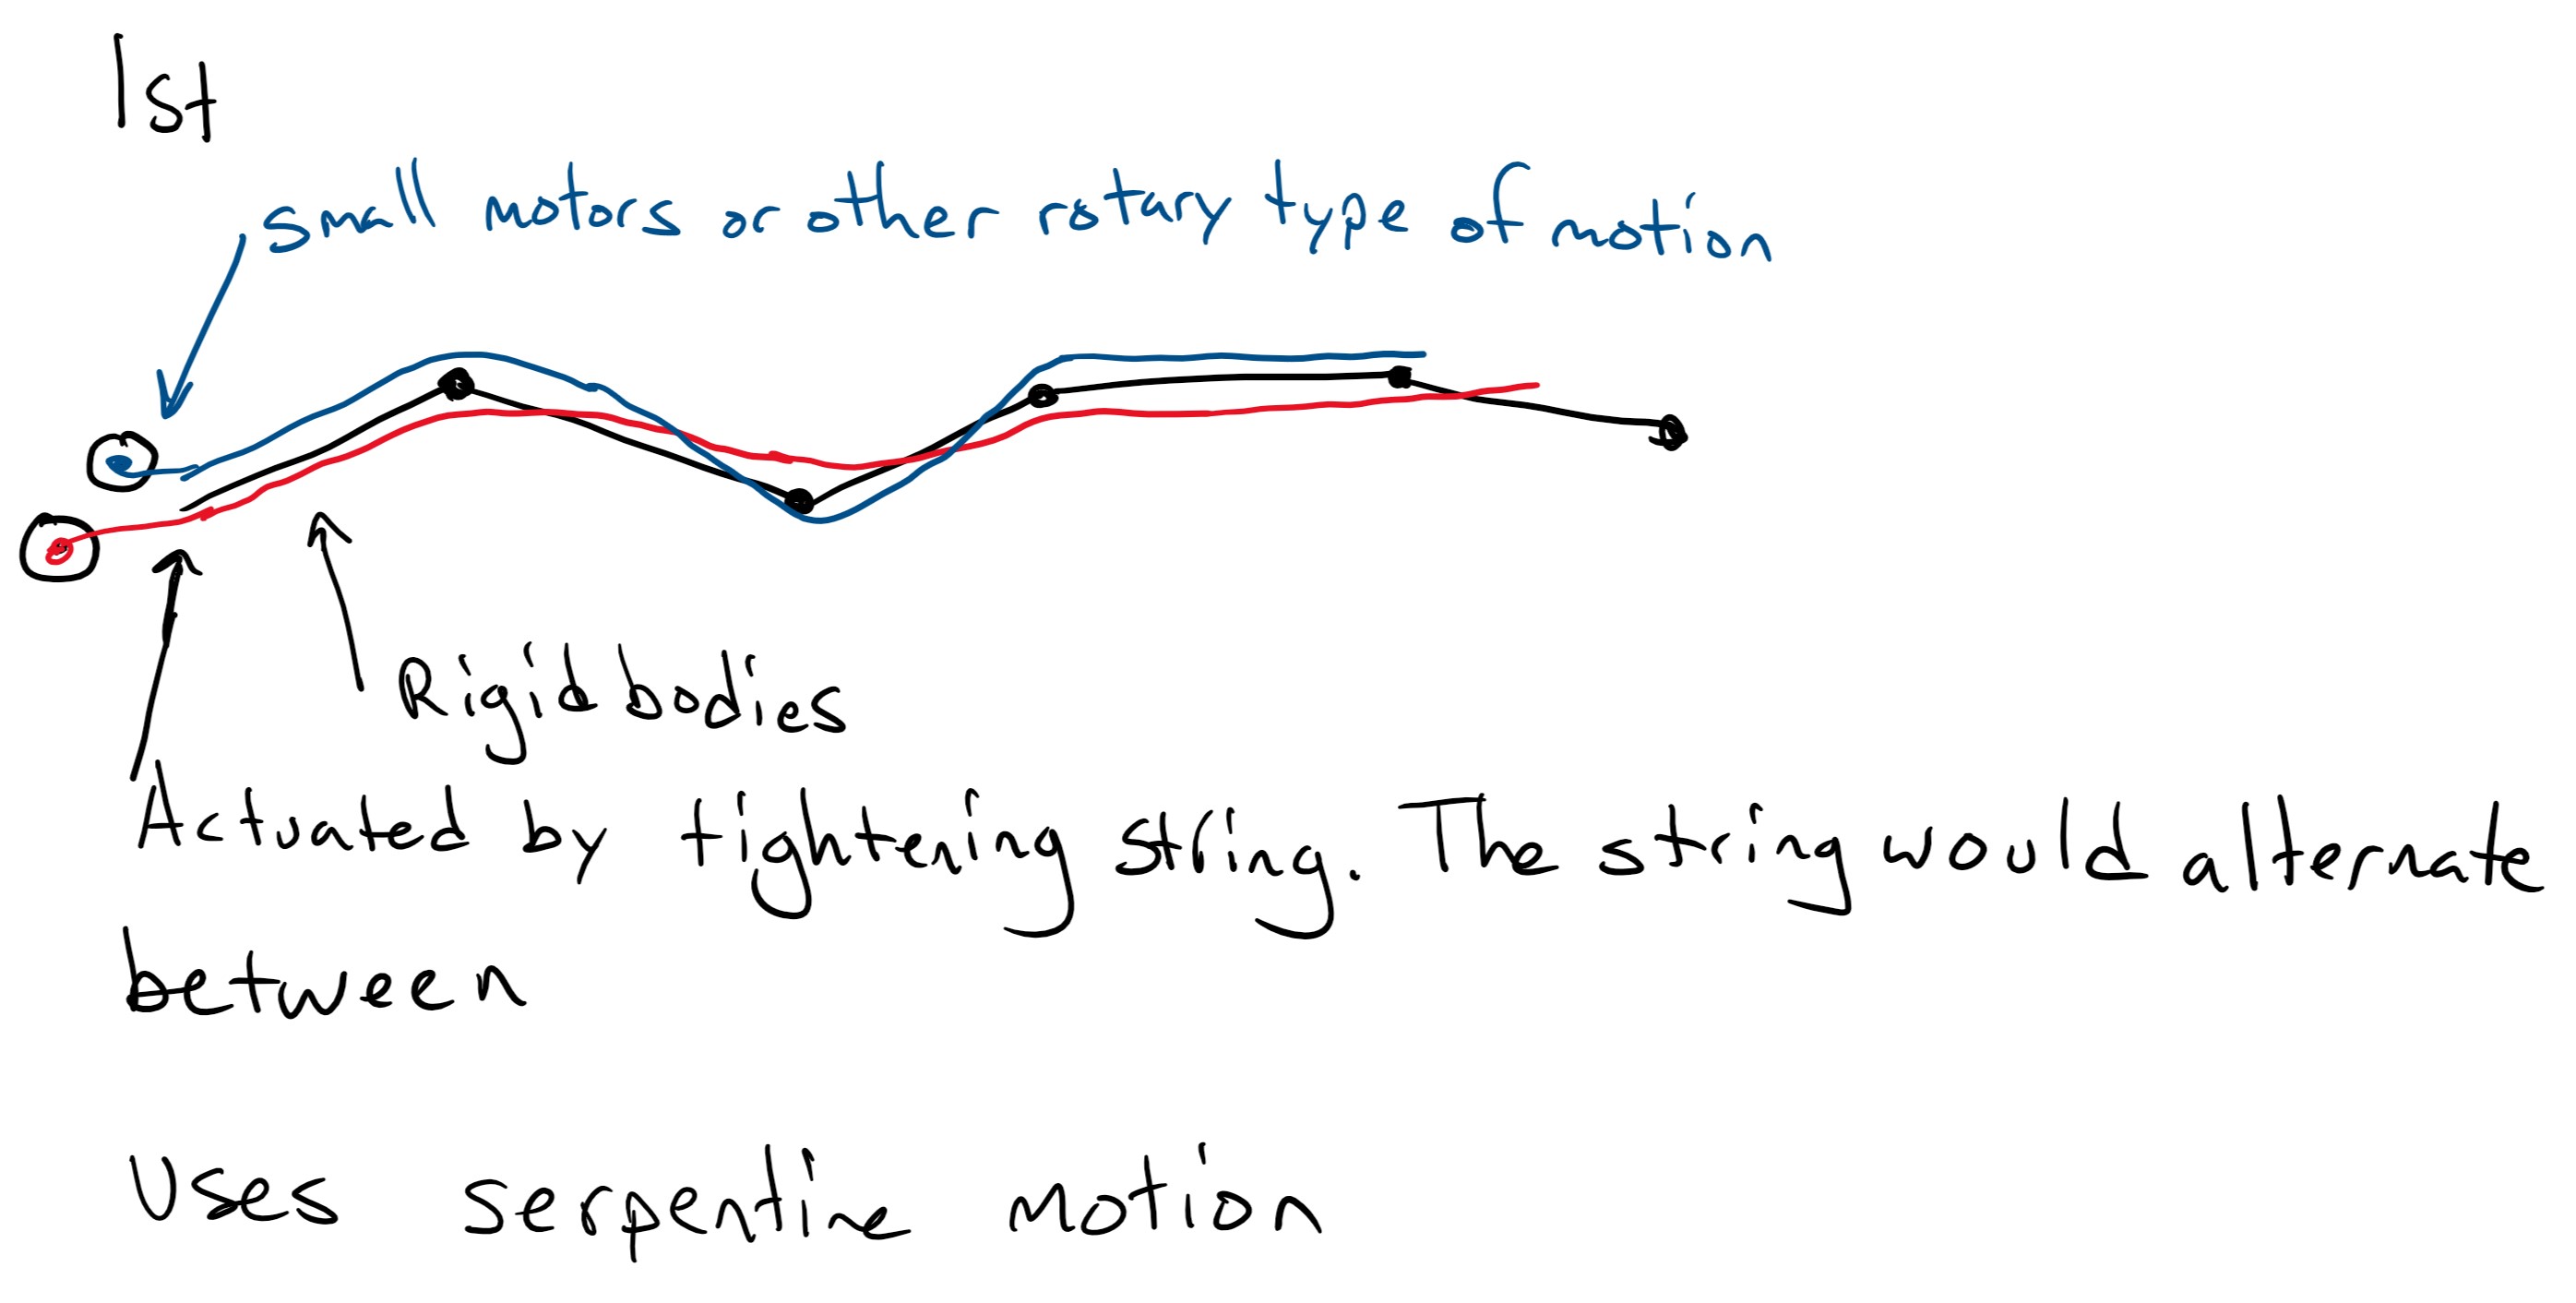 1st
small motors or other rotary type of motion
Rigid bodies
Actuated by tightening string. The string would alternate
between
Uses serpentine motion